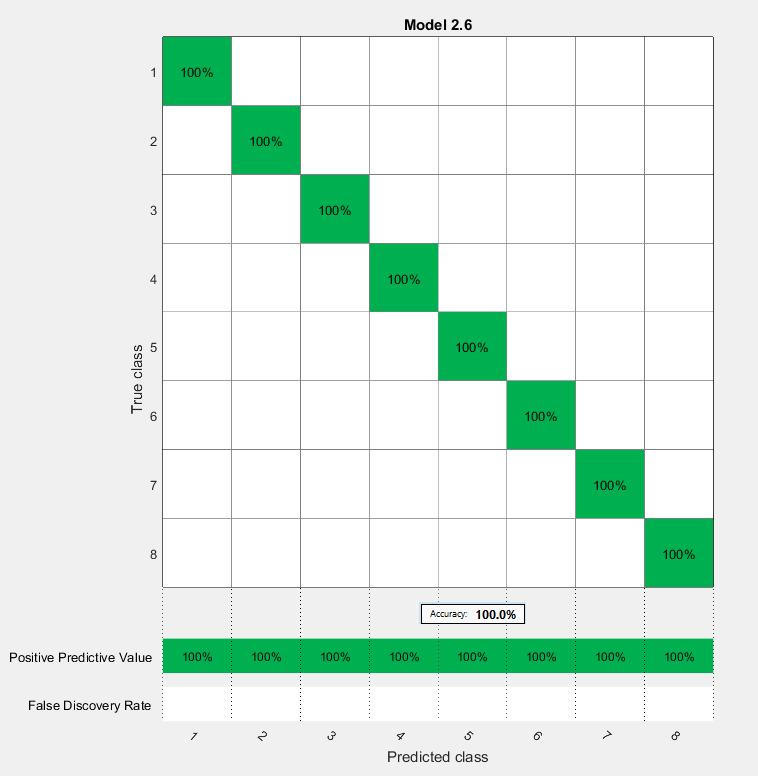 Model 2.6
1 100%
2 100%
3 100%
4 100%
5 100%
6 100%
7 100%
8 100%
True class
Accuracy: 100.0%
Positive Predictive Value 100% 100% 100% 100% 100% 100% 100% 100%
False Discovery Rate
1 2 3 4 5 6 7 8
Predicted class